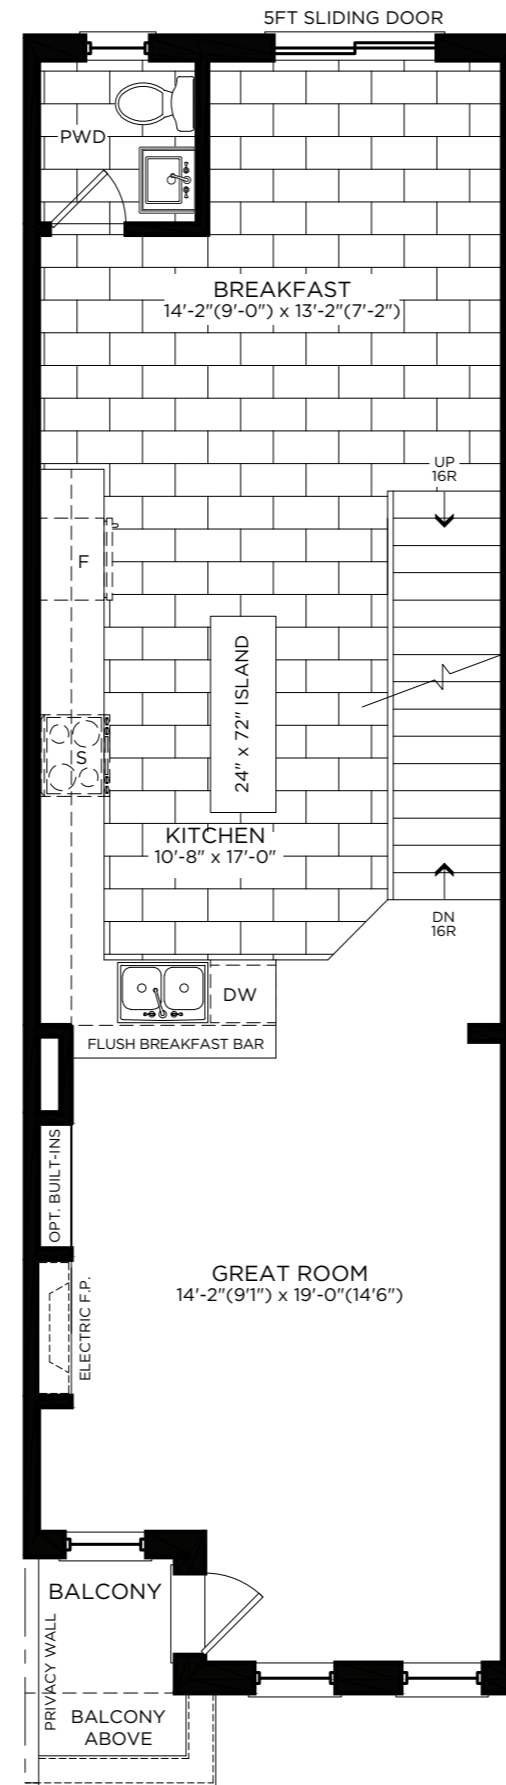 5FT SLIDING DOOR
PWD
BREAKFAST
14'-2"(9'-0") x 13'-2"(7'-2")
UP
16R
F
24" x 72" ISLAND
S
KITCHEN
10'-8" x 17'-0"
DN
16R
DW
FLUSH BREAKFAST BAR
OPT. BUILT-INS
GREAT ROOM
14'-2"(9'1") x 19'-0"(14'6")
ELECTRIC F.P.
BALCONY
PRIVACY WALL
BALCONY
ABOVE